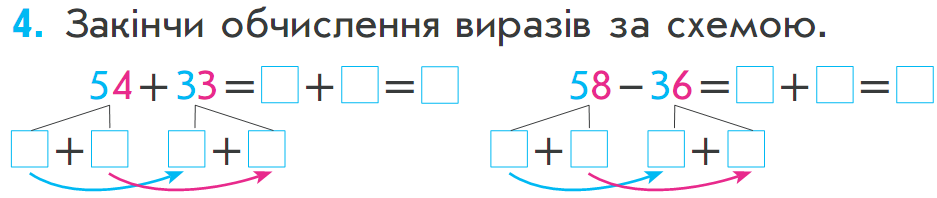 4. Закінчи обчислення виразів за схемою.
54+33=□+□=□ 58−36=□+□=□
□+□ □+□ □+□ □+□